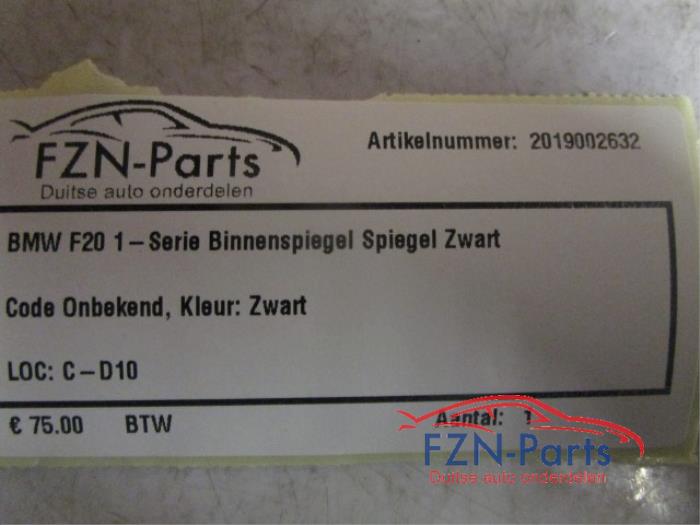 FZN-Parts
Duitse auto onderdelen
Artikelnummer: 2019002632
BMW F20 1-Serie Binnenspiegel Spiegel Zwart
Code Onbekend, Kleur: Zwart
LOC: C-D10
€ 75.00 BTW Aantal: 1
FZN-Parts
Duitse auto onderdelen